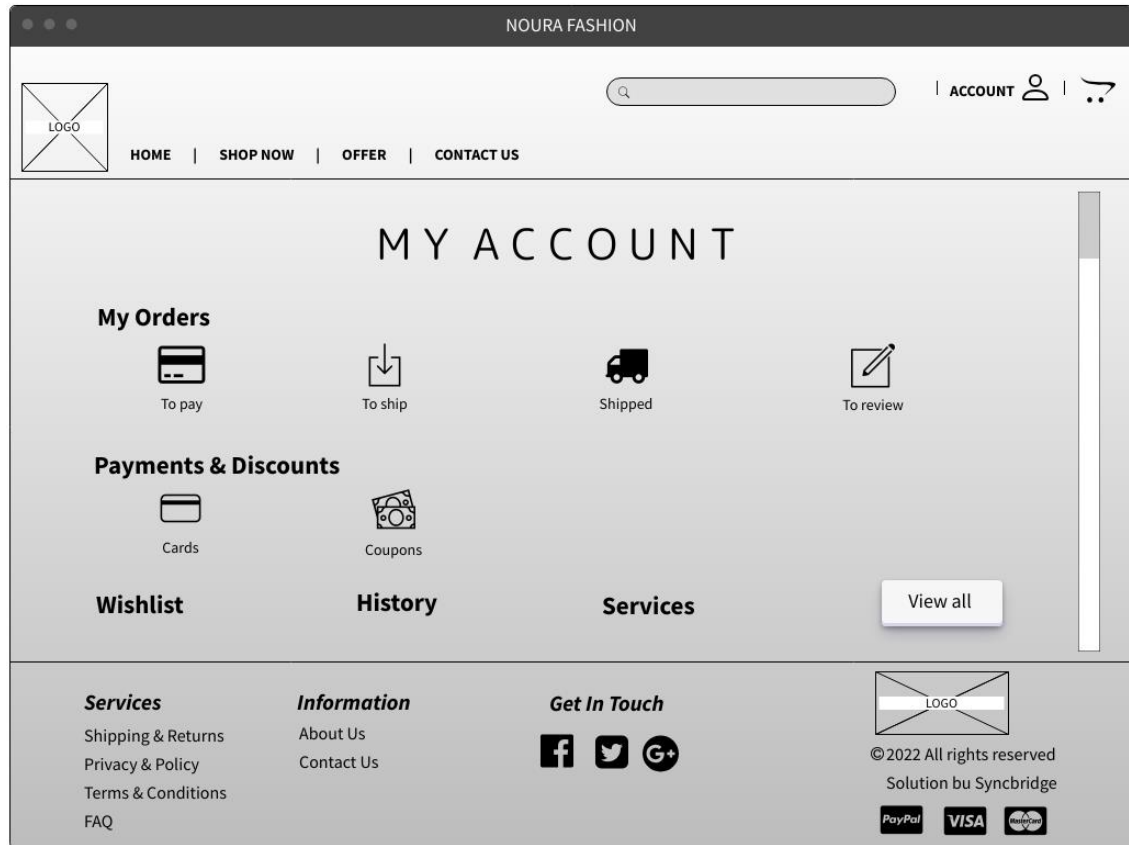 NOURA FASHION
ACCOUNT
LOGO
HOME | SHOP NOW | OFFER | CONTACT US
MY ACCOUNT
My Orders
To pay To ship Shipped To review
Payments & Discounts
Cards Coupons
Wishlist History Services View all
Services Information Get In Touch LOGO
Shipping & Returns About Us
Privacy & Policy Contact Us ©2022 All rights reserved
Terms & Conditions Solution bu Syncbridge
FAQ PayPal VISA MasterCard